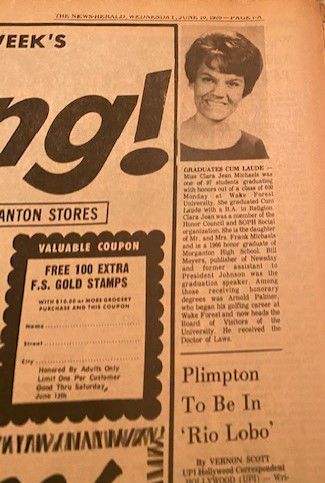 THE NEWS-HERALD, WEDNESDAY, JUNE 10, 1970 — PAGE 7-A
WEEK'S
ng!
ANTON STORES
VALUABLE COUPON
FREE 100 EXTRA
F.S. GOLD STAMPS
WITH $10.00 or MORE GROCERY
PURCHASE AND THIS COUPON
Name
Street
City
Honored By Adults Only
Limit One Per Customer
Good Thru Saturday,
June 13th
GRADUATES CUM LAUDE —
Miss Clara Jean Michaels was
one of 97 students graduating
with honors out of a class of 600
Monday at Wake Forest
University. She graduated Cum
Laude with a B.A. in Religion.
Clara Jean was a member of the
Honor Council and SOPH Social
organization. She is the daughter
of Mr. and Mrs. Frank Michaels
and is a 1966 honor graduate of
Morganton High School. Bill
Moyers, publisher of Newsday
and former assistant to
President Johnson was the
graduation speaker. Among
those receiving honorary
degrees was Arnold Palmer,
who began his golfing career at
Wake Forest and now heads the
Board of Visitors of the
University. He received the
Doctor of Laws.
Plimpton
To Be In
'Rio Lobo'
By VERNON SCOTT
UPI Hollywood Correspondent
HOLLYWOOD (UPI) — Wri-